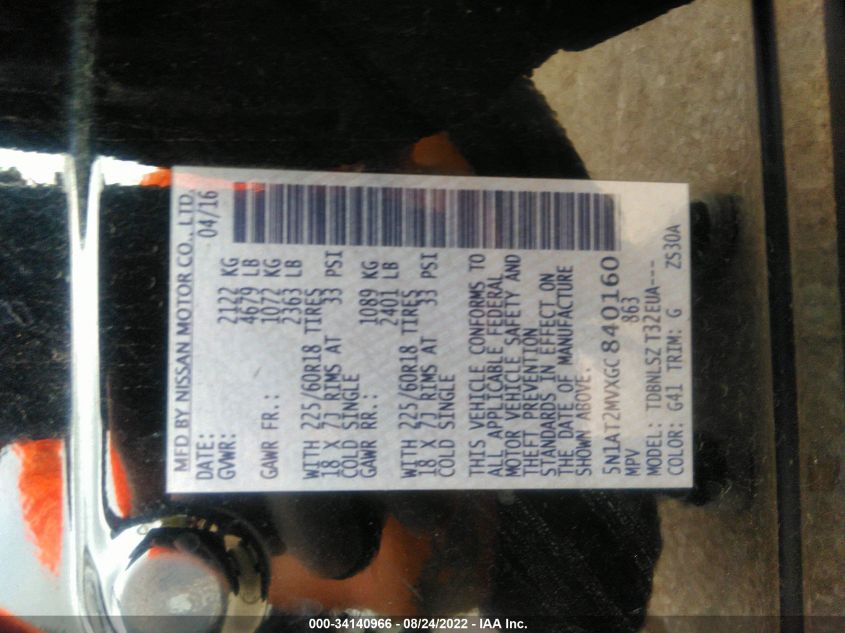 MFD BY NISSAN MOTOR CO., LTD.
DATE: 04/16
GVWR: 2122 KG
4679 LB
GAWR FR.: 1072 KG
2363 LB
WITH 225/60R18 TIRES
18 X 7J RIMS AT 33 PSI
COLD SINGLE
GAWR RR.: 1089 KG
2401 LB
WITH 225/60R18 TIRES
18 X 7J RIMS AT 33 PSI
COLD SINGLE
THIS VEHICLE CONFORMS TO
ALL APPLICABLE FEDERAL
MOTOR VEHICLE SAFETY AND
THEFT PREVENTION
STANDARDS IN EFFECT ON
THE DATE OF MANUFACTURE
SHOWN ABOVE.
5N1AT2MVXGC840160
MPV 863
MODEL: TDBNLSZ T32EUA---
COLOR: G41 TRIM: G ZS30A
000-34140966 - 08/24/2022 - IAA Inc.